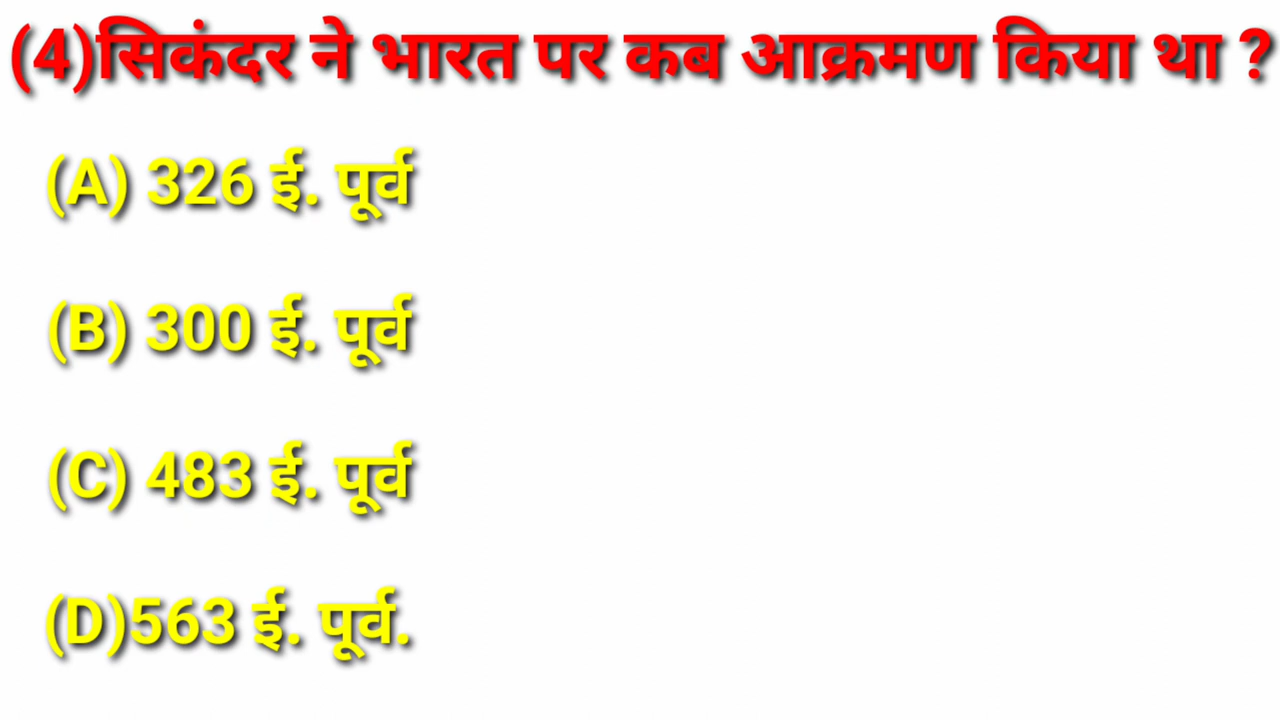 (4)सिकंदर ने भारत पर कब आक्रमण किया था ?
(A) 326 ई. पूर्व
(B) 300 ई. पूर्व
(C) 483 ई. पूर्व
(D)563 ई. पूर्व.